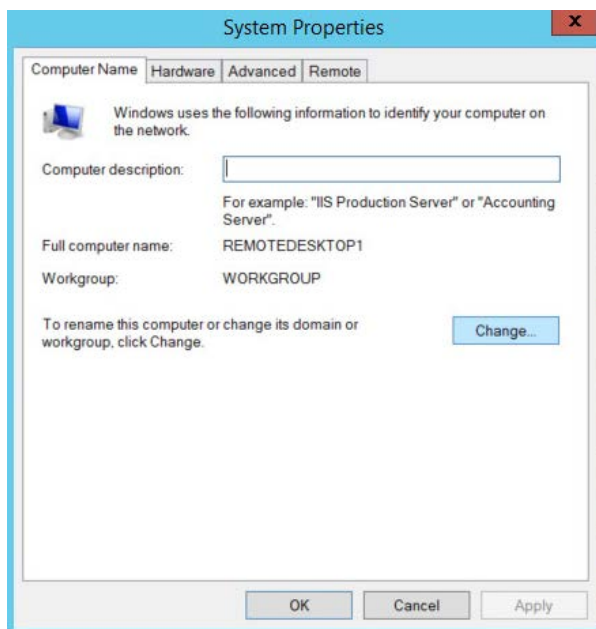 System Properties
x
Computer Name Hardware Advanced Remote
Windows uses the following information to identify your computer on
the network.
Computer description:
For example: "IIS Production Server" or "Accounting
Server".
Full computer name: REMOTEDESKTOP1
Workgroup: WORKGROUP
To rename this computer or change its domain or
workgroup, click Change.
Change...
OK Cancel Apply